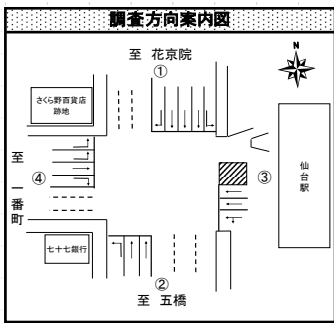 調査方向案内図
至 花京院
①
N
さくら野百貨店
跡地
至 一番町
④
③
仙台駅
七十七銀行
②
至 五橋